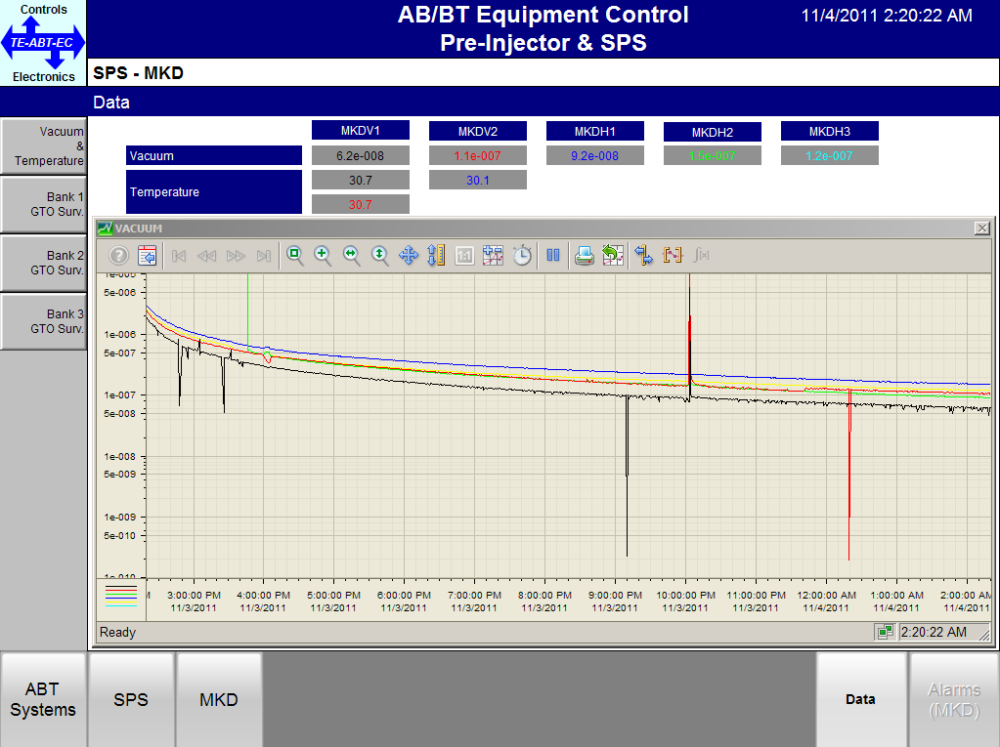 Controls
TE-ABT-EC
Electronics
AB/BT Equipment Control
Pre-Injector & SPS
11/4/2011 2:20:22 AM
SPS - MKD
Data
Vacuum
&
Temperature
Bank 1
GTO Surv.
Bank 2
GTO Surv.
Bank 3
GTO Surv.
MKDV1 MKDV2 MKDH1 MKDH2 MKDH3
Vacuum 6.2e-008 1.1e-007 9.2e-008 1.5e-007 1.2e-007
Temperature 30.7 30.1
30.7
VACUUM
1:1
1e-005
5e-006
1e-006
5e-007
1e-007
5e-008
1e-008
5e-009
1e-009
5e-010
1e-010
M 3:00:00 PM 4:00:00 PM 5:00:00 PM 6:00:00 PM 7:00:00 PM 8:00:00 PM 9:00:00 PM 10:00:00 PM 11:00:00 PM 12:00:00 AM 1:00:00 AM 2:00:00 AM
11/3/2011 11/3/2011 11/3/2011 11/3/2011 11/3/2011 11/3/2011 11/3/2011 11/3/2011 11/3/2011 11/4/2011 11/4/2011 11/4/2011
Ready 2:20:22 AM
ABT
Systems
SPS
MKD
Data
Alarms
(MKD)